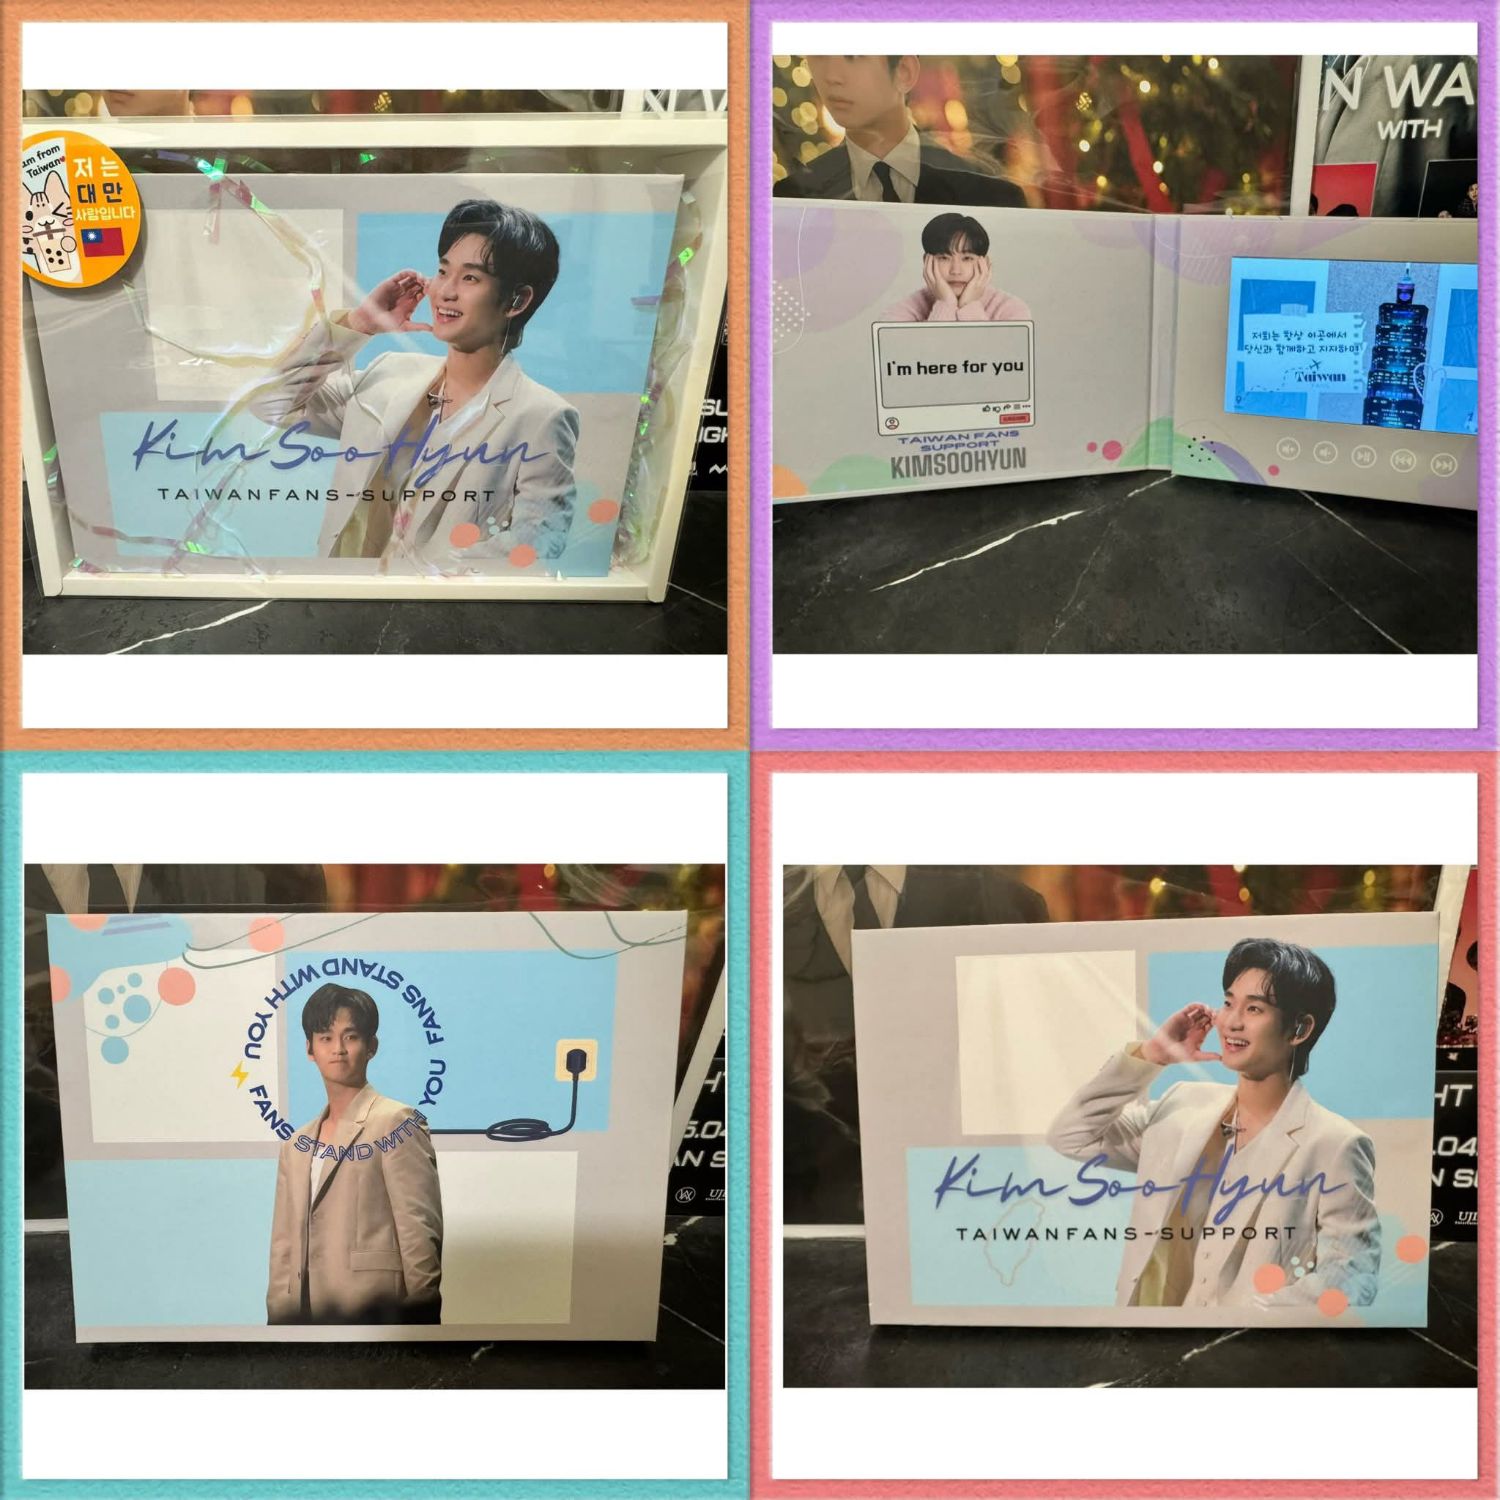 am from
Taiwan
저는
대만
사람입니다
Kim Soo Hyun
TAIWANFANS-SUPPORT
N WA
WITH
I'm here for you
SUBSCRIBE
TAIWAN FANS
SUPPORT
KIMSOOHYUN
저희는 항상 이곳에서
당신과 함께하고 지지하며
Taiwan
FANS STAND WITH YOU FANS STAND WITH YOU
Kim Soo Hyun
TAIWANFANS-SUPPORT